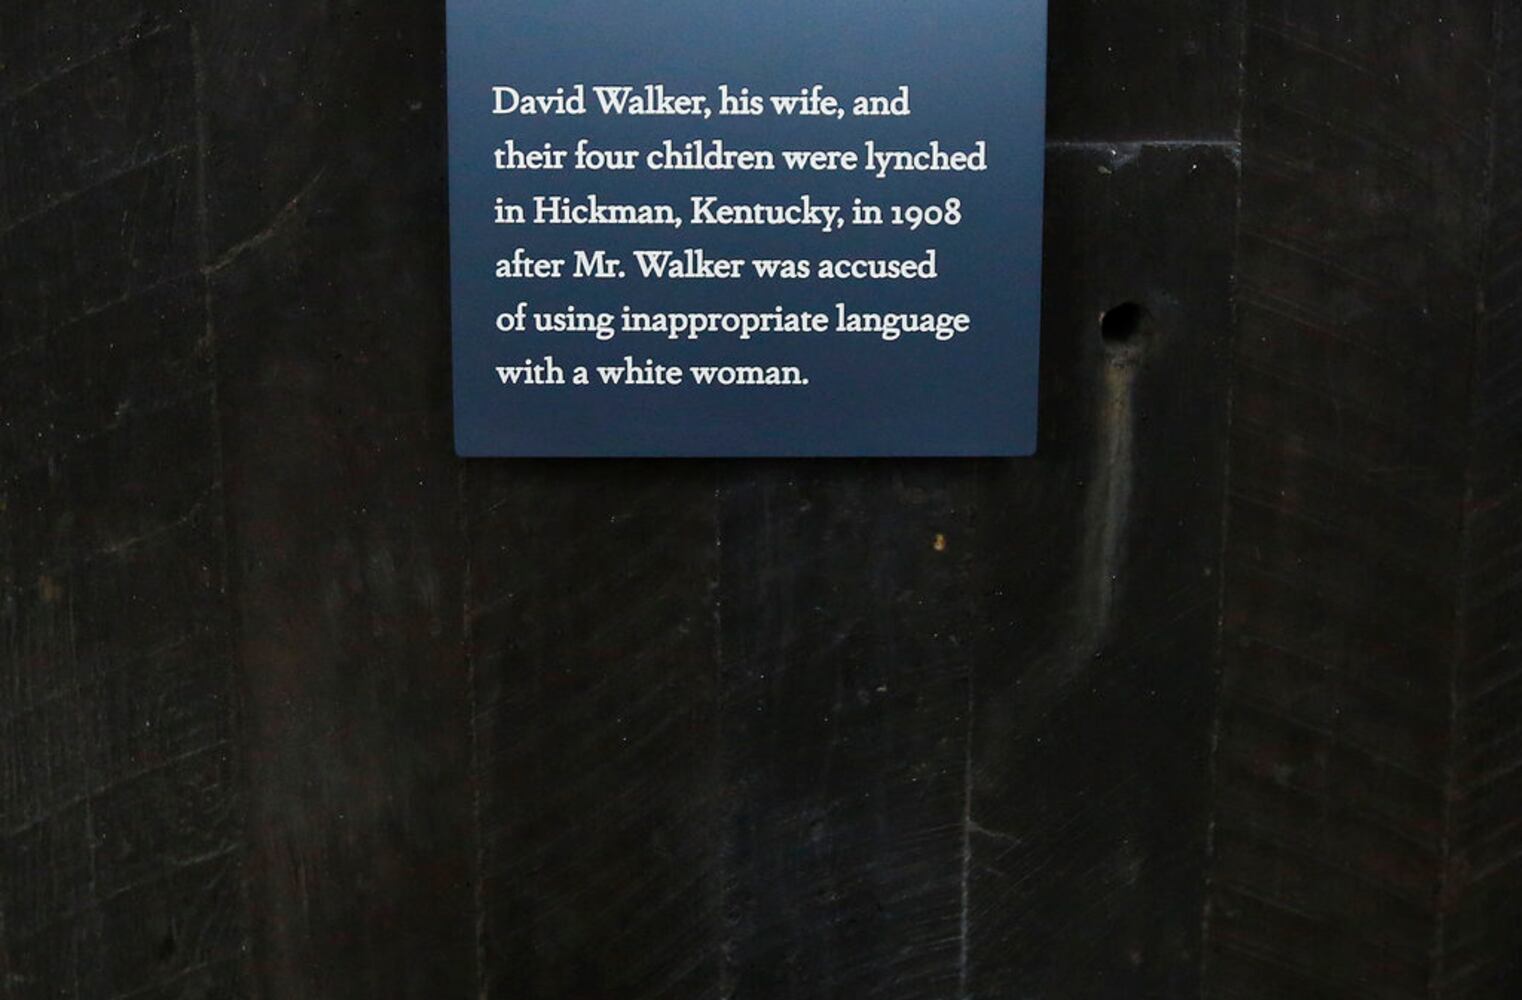 David Walker, his wife, and
their four children were lynched
in Hickman, Kentucky, in 1908
after Mr. Walker was accused
of using inappropriate language
with a white woman.